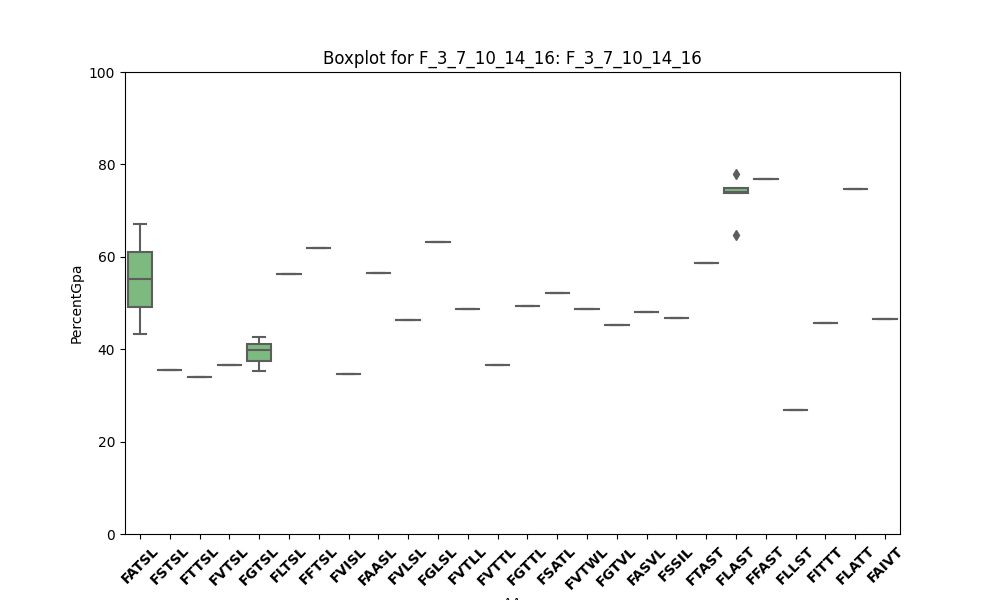 Boxplot for F_3_7_10_14_16: F_3_7_10_14_16
100
80
60
40
20
0
PercentGpa
FATSL
FSTSL
FTTSL
FVTSL
FGTSL
FLTSL
FFTSL
FVISL
FAASL
FVLSL
FGLSL
FVTLL
FVTTL
FGTTL
FSATL
FVTWL
FGTVL
FASVL
FSSIL
FTAST
FLAST
FFAST
FLLST
FITTT
FLATT
FAIVT